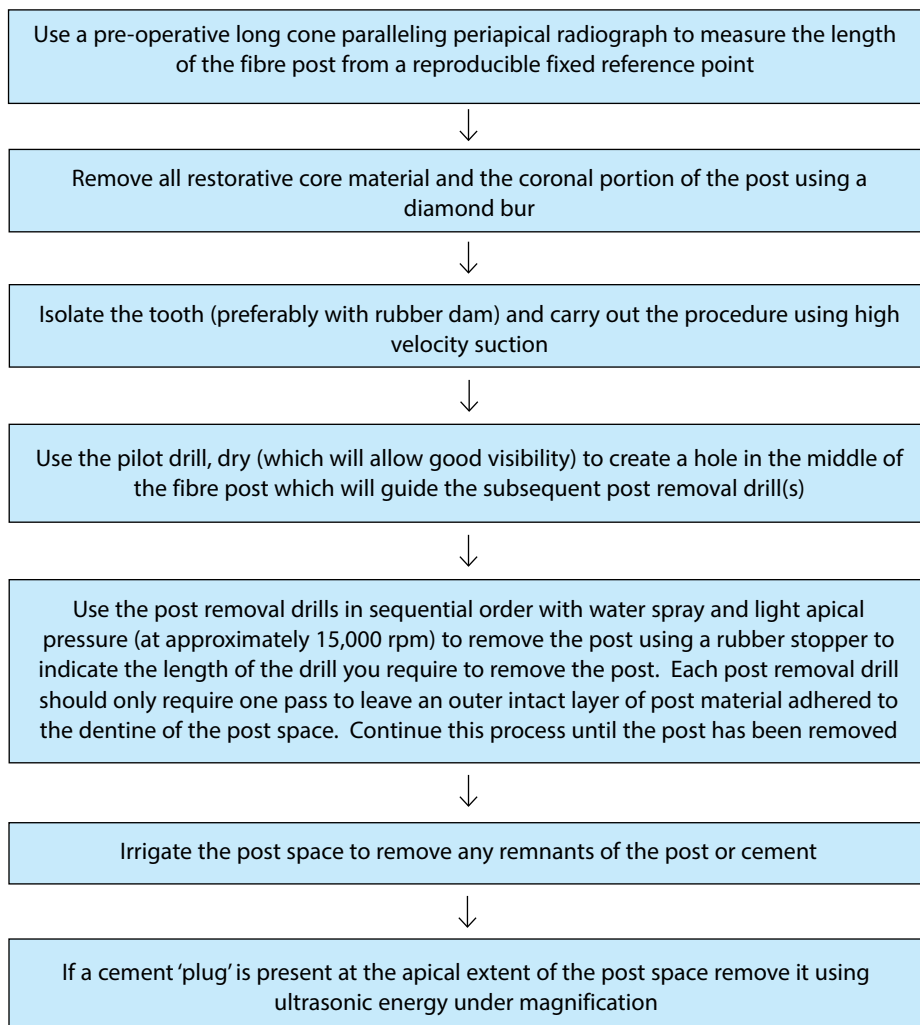 Use a pre-operative long cone paralleling periapical radiograph to measure the length
of the fibre post from a reproducible fixed reference point
Remove all restorative core material and the coronal portion of the post using a
diamond bur
Isolate the tooth (preferably with rubber dam) and carry out the procedure using high
velocity suction
Use the pilot drill, dry (which will allow good visibility) to create a hole in the middle of
the fibre post which will guide the subsequent post removal drill(s)
Use the post removal drills in sequential order with water spray and light apical
pressure (at approximately 15,000 rpm) to remove the post using a rubber stopper to
indicate the length of the drill you require to remove the post.  Each post removal drill
should only require one pass to leave an outer intact layer of post material adhered to
the dentine of the post space.  Continue this process until the post has been removed
Irrigate the post space to remove any remnants of the post or cement
If a cement ‘plug’ is present at the apical extent of the post space remove it using
ultrasonic energy under magnification